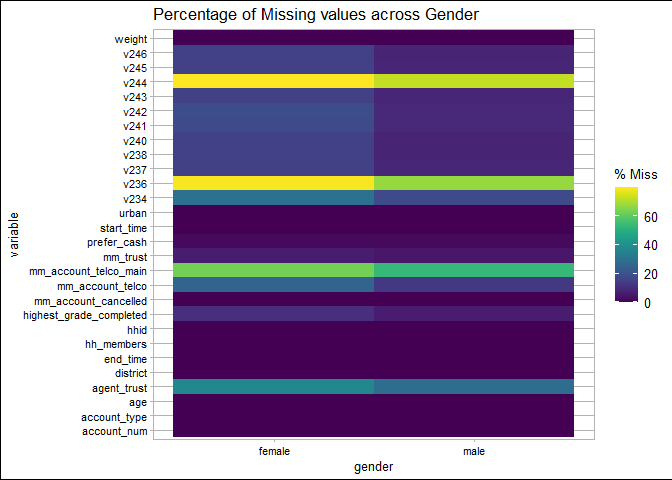 Percentage of Missing values across Gender
weight
v246
v245
v244
v243
v242
v241
v240
v238
v237
v236
v234
urban
start_time
prefer_cash
mm_trust
mm_account_telco_main
mm_account_telco
mm_account_cancelled
highest_grade_completed
hhid
hh_members
end_time
district
agent_trust
age
account_type
account_num
variable
female
male
gender
% Miss
60
40
20
0